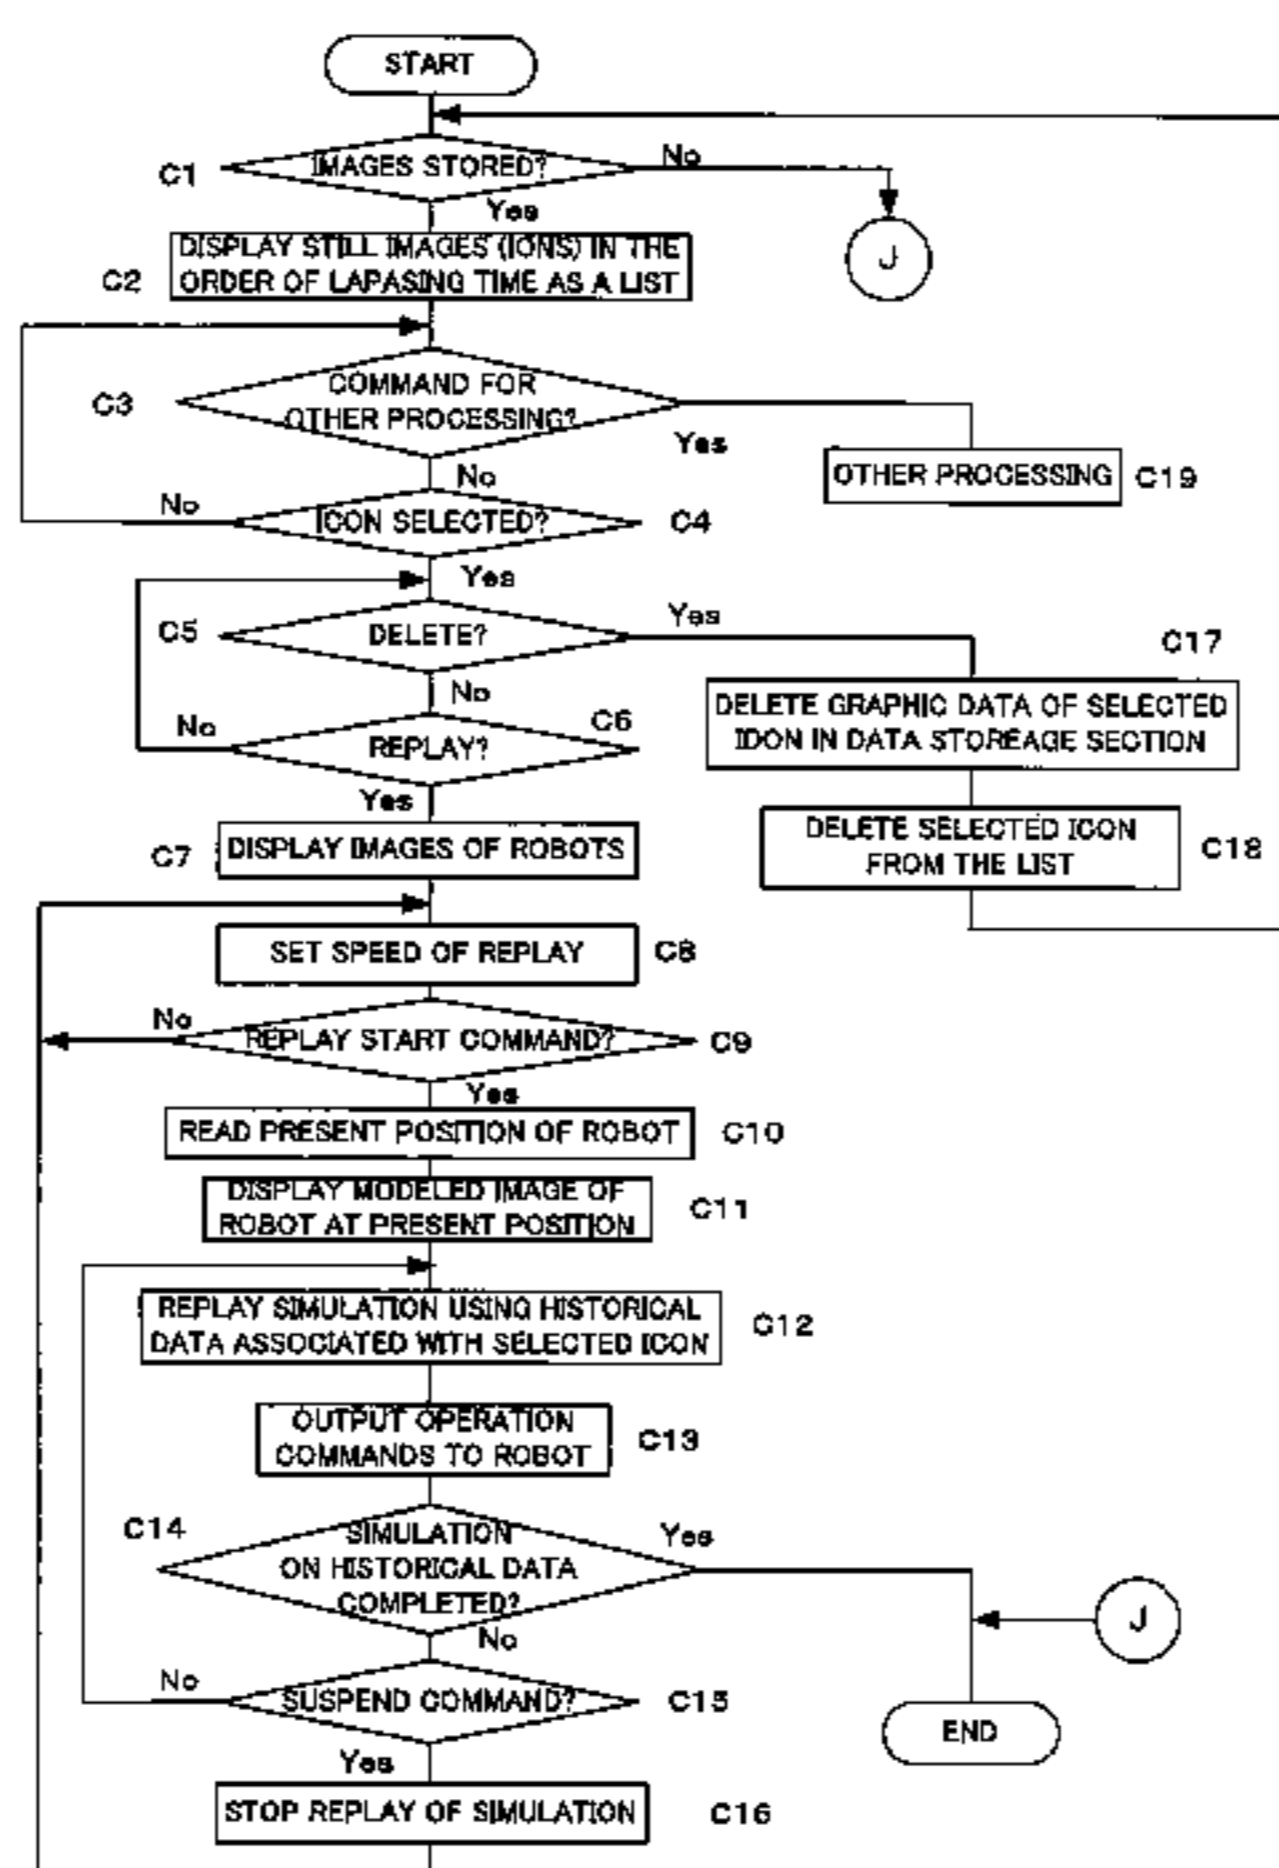 START
C1
IMAGES STORED?
No
Yes
J
C2
DISPLAY STILL IMAGES (IONS) IN THE
ORDER OF LAPASING TIME AS A LIST
C3
COMMAND FOR
OTHER PROCESSING?
Yes
No
OTHER PROCESSING
C19
No
ICON SELECTED?
C4
Yes
C5
DELETE?
Yes
No
C17
DELETE GRAPHIC DATA OF SELECTED
IDON IN DATA STOREAGE SECTION
No
REPLAY?
C6
Yes
DELETE SELECTED ICON
FROM THE LIST
C18
C7
DISPLAY IMAGES OF ROBOTS
SET SPEED OF REPLAY
C8
No
REPLAY START COMMAND?
C9
Yes
READ PRESENT POSITION OF ROBOT
C10
DISPLAY MODELED IMAGE OF
ROBOT AT PRESENT POSITION
C11
REPLAY SIMULATION USING HISTORICAL
DATA ASSOCIATED WITH SELECTED ICON
C12
OUTPUT OPERATION
COMMANDS TO ROBOT
C13
C14
SIMULATION
ON HISTORICAL DATA
COMPLETED?
Yes
No
J
No
SUSPEND COMMAND?
C15
Yes
END
STOP REPLAY OF SIMULATION
C16